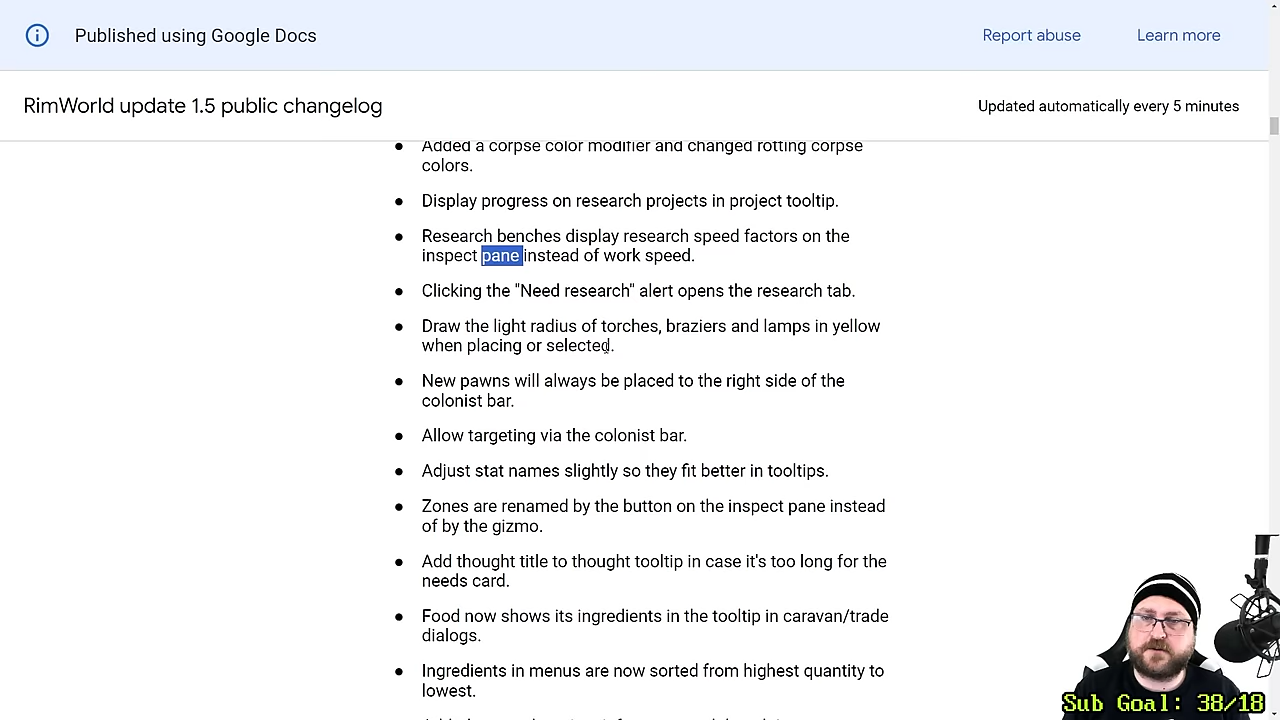 Published using Google Docs
Report abuse
Learn more
RimWorld update 1.5 public changelog
Updated automatically every 5 minutes
● Added a corpse color modifier and changed rotting corpse
colors.
● Display progress on research projects in project tooltip.
● Research benches display research speed factors on the
inspect pane instead of work speed.
● Clicking the "Need research" alert opens the research tab.
● Draw the light radius of torches, braziers and lamps in yellow
when placing or selected.
● New pawns will always be placed to the right side of the
colonist bar.
● Allow targeting via the colonist bar.
● Adjust stat names slightly so they fit better in tooltips.
● Zones are renamed by the button on the inspect pane instead
of by the gizmo.
● Add thought title to thought tooltip in case it's too long for the
needs card.
● Food now shows its ingredients in the tooltip in caravan/trade
dialogs.
● Ingredients in menus are now sorted from highest quantity to
lowest.
Sub Goal: 38/18